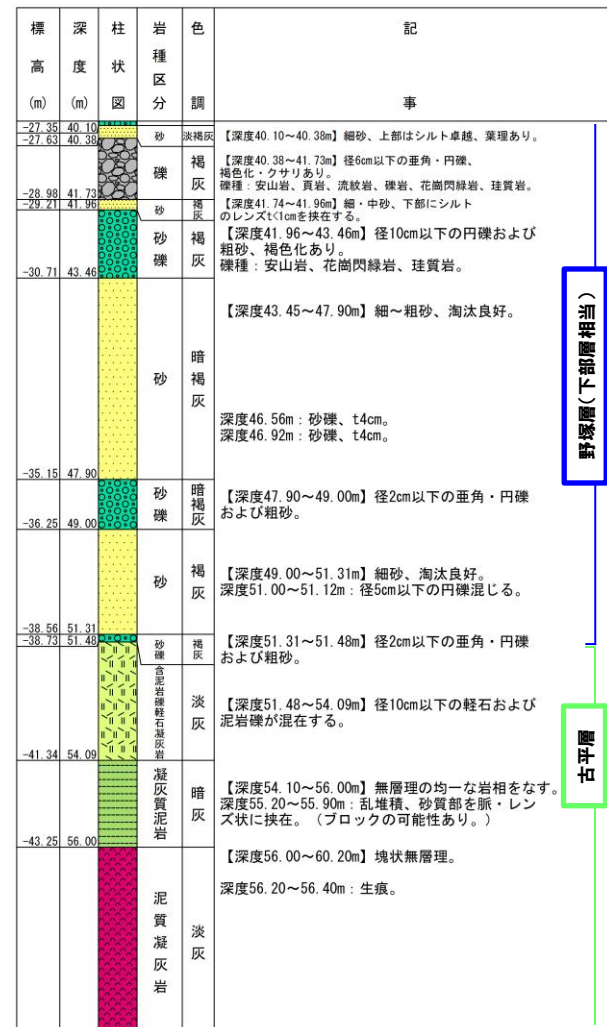 標高(m) 深度(m) 柱状図 岩種区分 色調 記事
-27.35 40.10
-27.63 40.38 砂 淡褐灰 【深度40.10~40.38m】細砂、上部はシルト卓越、葉理あり。
礫 褐灰 【深度40.38~41.73m】径6cm以下の亜角・円礫、
褐色化・クサリあり。
礫種：安山岩、頁岩、流紋岩、礫岩、花崗閃緑岩、珪質岩。
-28.98 41.73
-29.21 41.96 砂 褐灰 【深度41.74~41.96m】細・中砂、下部にシルト
のレンズt<1cmを挟在する。
砂礫 褐灰 【深度41.96~43.46m】径10cm以下の円礫および
粗砂、褐色化あり。
礫種：安山岩、花崗閃緑岩、珪質岩。
-30.71 43.46
砂 暗褐灰 【深度43.45~47.90m】細~粗砂、淘汰良好。
深度46.56m：砂礫、t4cm。
深度46.92m：砂礫、t4cm。
-35.15 47.90
砂礫 暗褐灰 【深度47.90~49.00m】径2cm以下の亜角・円礫
および粗砂。
-36.25 49.00
砂 褐灰 【深度49.00~51.31m】細砂、淘汰良好。
深度51.00~51.12m：径5cm以下の円礫混じる。
-38.56 51.31
-38.73 51.48 砂礫 褐灰 【深度51.31~51.48m】径2cm以下の亜角・円礫
および粗砂。
含泥岩礫軽石凝灰岩 淡灰 【深度51.48~54.09m】径10cm以下の軽石および
泥岩礫が混在する。
-41.34 54.09
凝灰質泥岩 暗灰 【深度54.10~56.00m】無層理の均一な岩相をなす。
深度55.20~55.90m：乱堆積、砂質部を脈・レン
ズ状に挟在。（ブロックの可能性あり。）
-43.25 56.00
泥質凝灰岩 淡灰 【深度56.00~60.20m】塊状無層理。
深度56.20~56.40m：生痕。
野塚層(下部層相当)
古平層